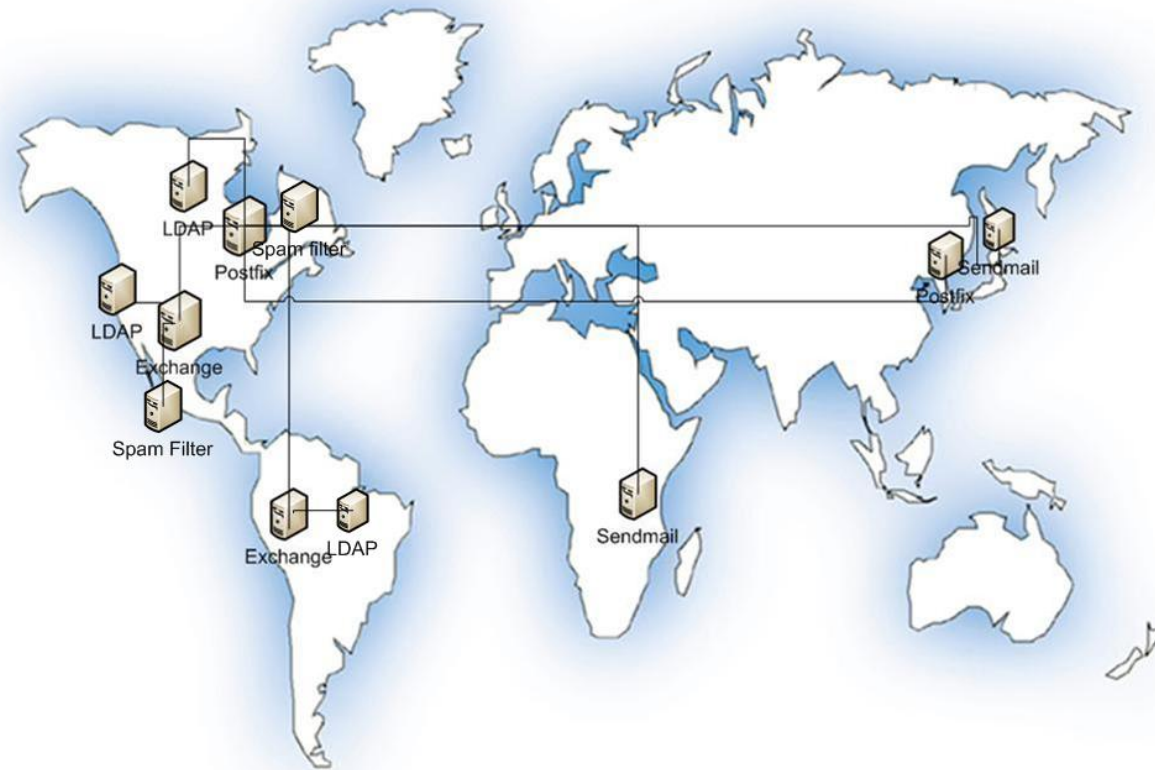 LDAP
Spam filter
Postfix
Sendmail
Postfix
LDAP
Exchange
Spam Filter
Exchange
LDAP
Sendmail